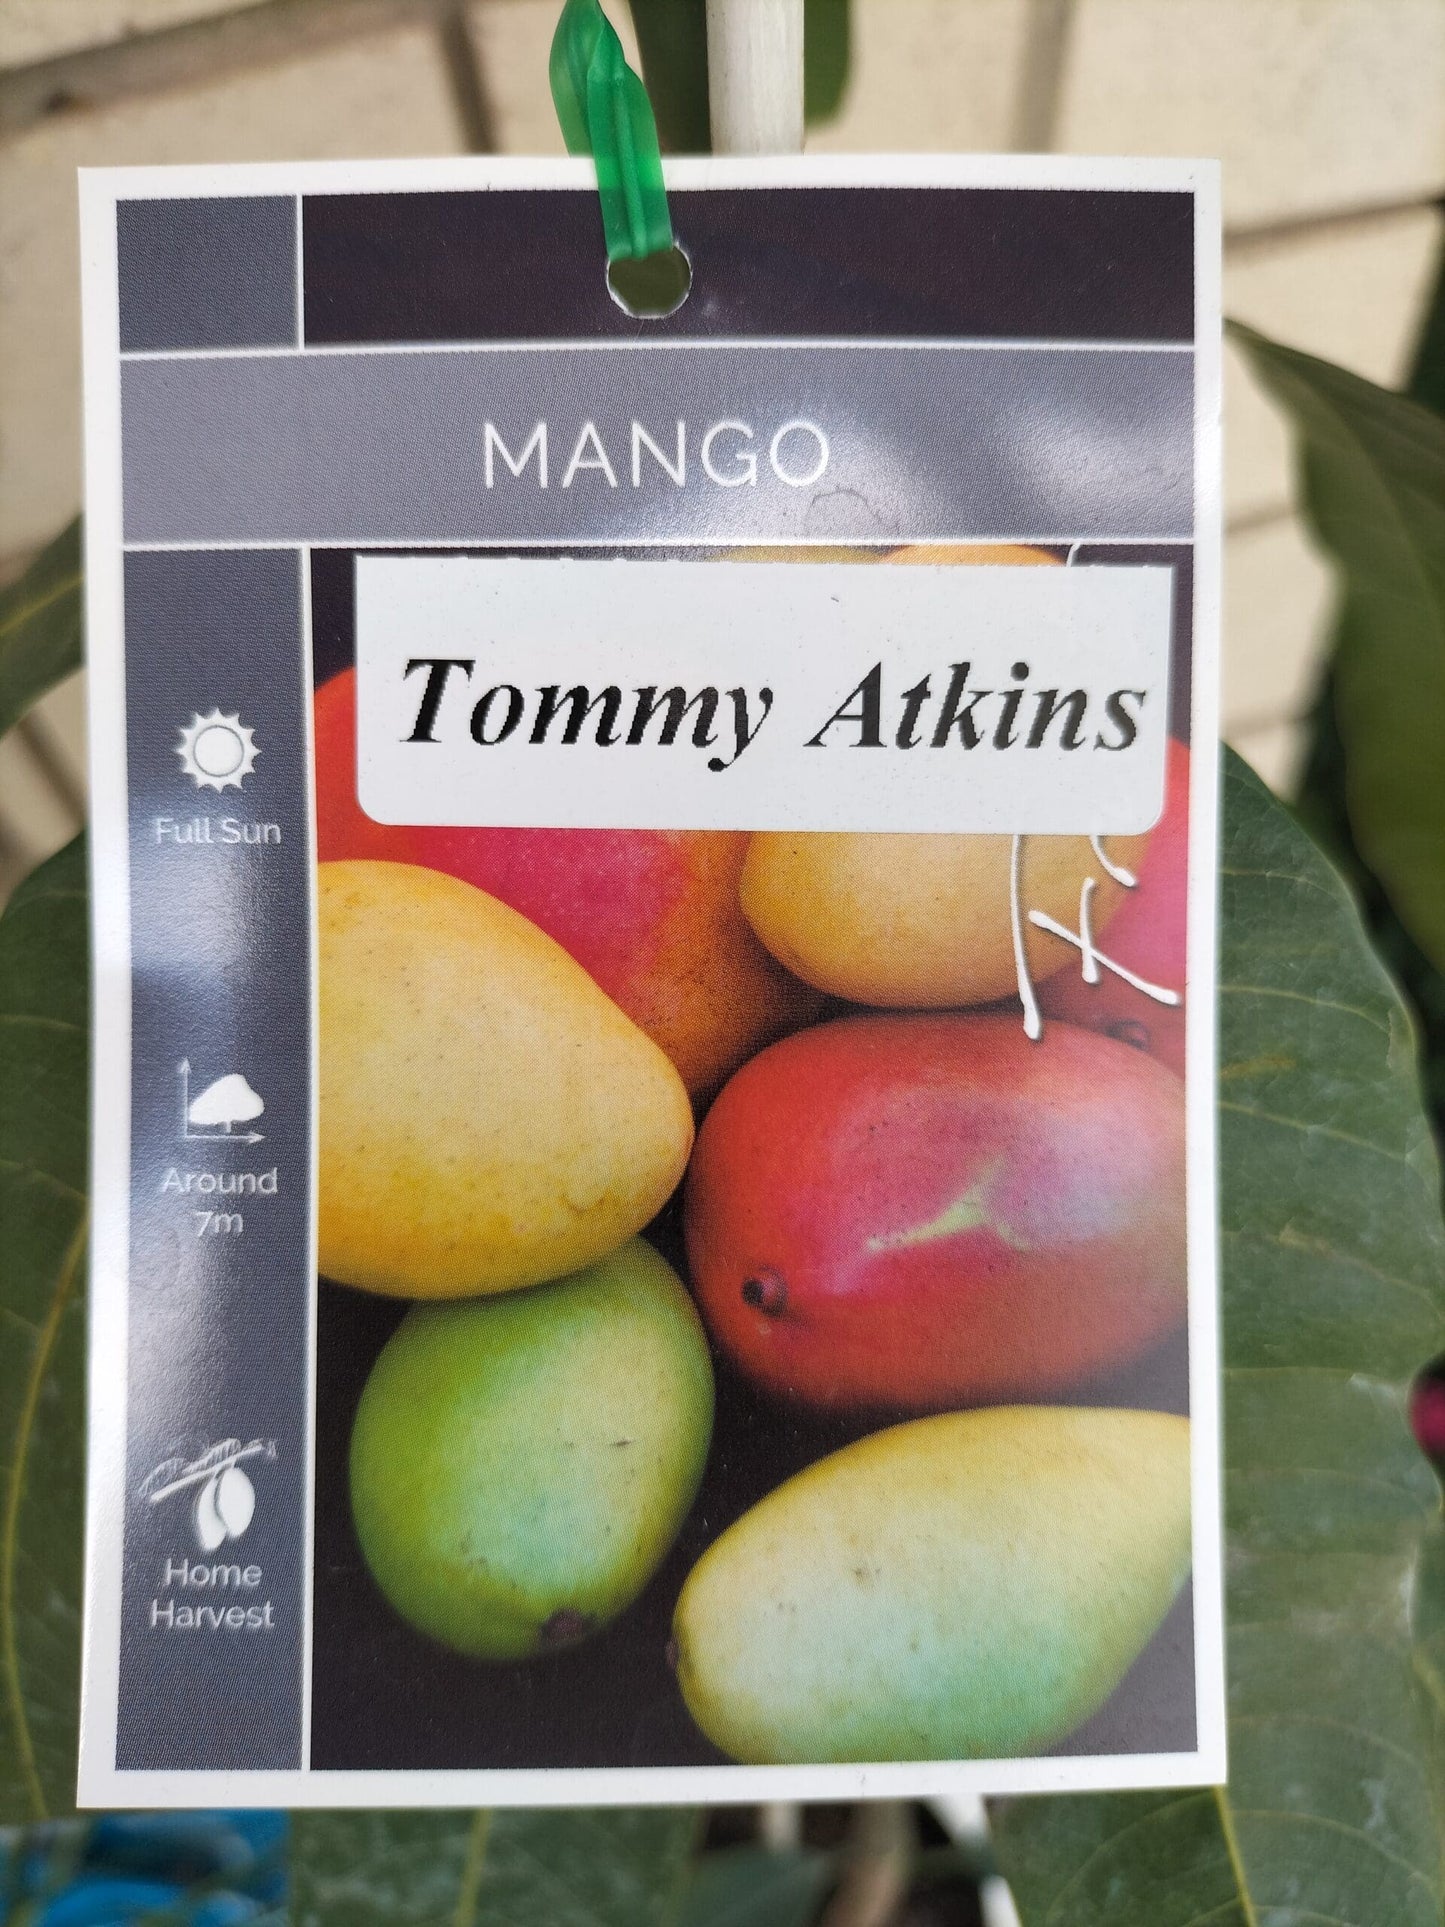 MANGO
Tommy Atkins
Full Sun
Around
7m
Home
Harvest